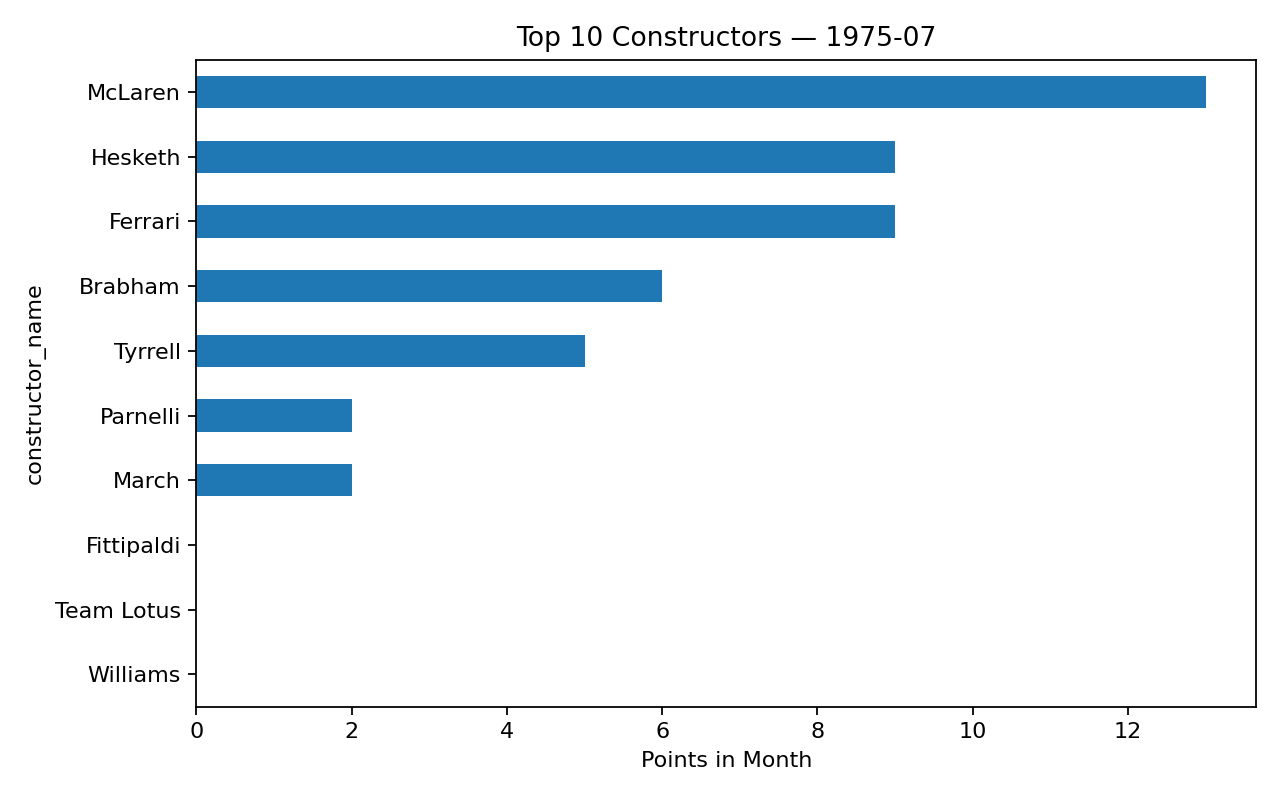 Top 10 Constructors — 1975-07
McLaren
Hesketh
Ferrari
Brabham
Tyrrell
Parnelli
March
Fittipaldi
Team Lotus
Williams
constructor_name
0 2 4 6 8 10 12
Points in Month